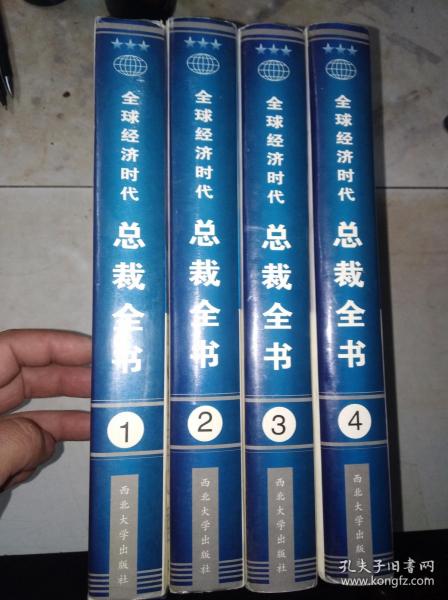 全球经济时代
总裁全书
1
西北大学出版社
全球经济时代
总裁全书
2
西北大学出版社
全球经济时代
总裁全书
3
西北大学出版社
全球经济时代
总裁全书
4
西北大学出版社
孔夫子旧书网
www.kongfz.com